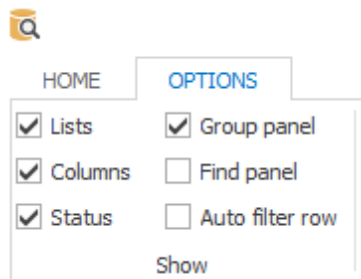 HOME OPTIONS
Lists Group panel
Columns Find panel
Status Auto filter row
Show